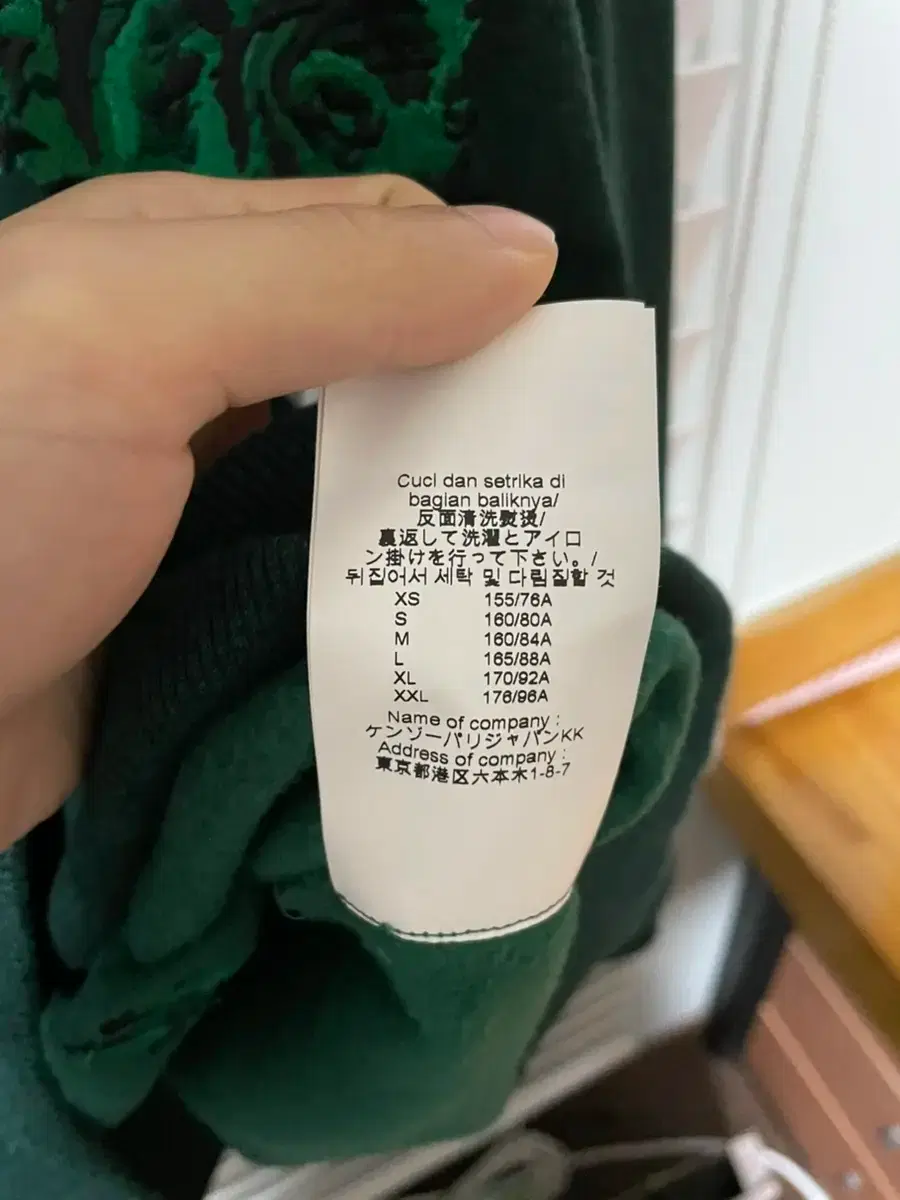 Cuci dan setrika di
bagian baliknya/
反面清洗熨烫/
裏返して洗濯とアイロ
ン掛けを行って下さい。/
뒤집어서 세탁 및 다림질할 것
XS 155/76A
S 160/80A
M 160/84A
L 165/88A
XL 170/92A
XXL 176/96A
Name of company :
ケンゾーパリジャパンKK
Address of company :
東京都港区六本木1-8-7